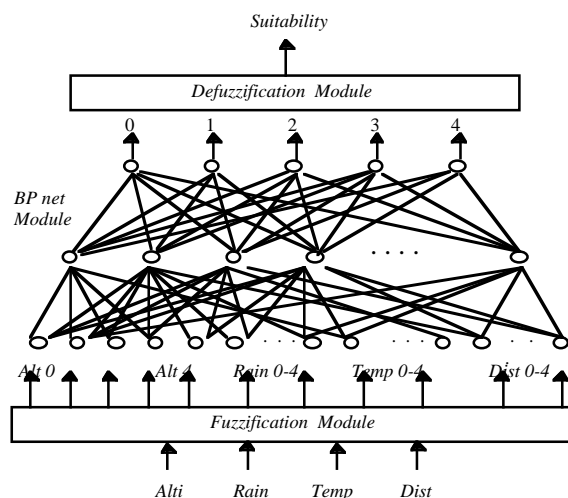 Suitability
Defuzzification Module
0 1 2 3 4
BP net
Module
. . . .
. . . . . . . .
Alt 0 Alt 4 Rain 0-4 Temp 0-4 Dist 0-4
Fuzzification Module
Alti Rain Temp Dist